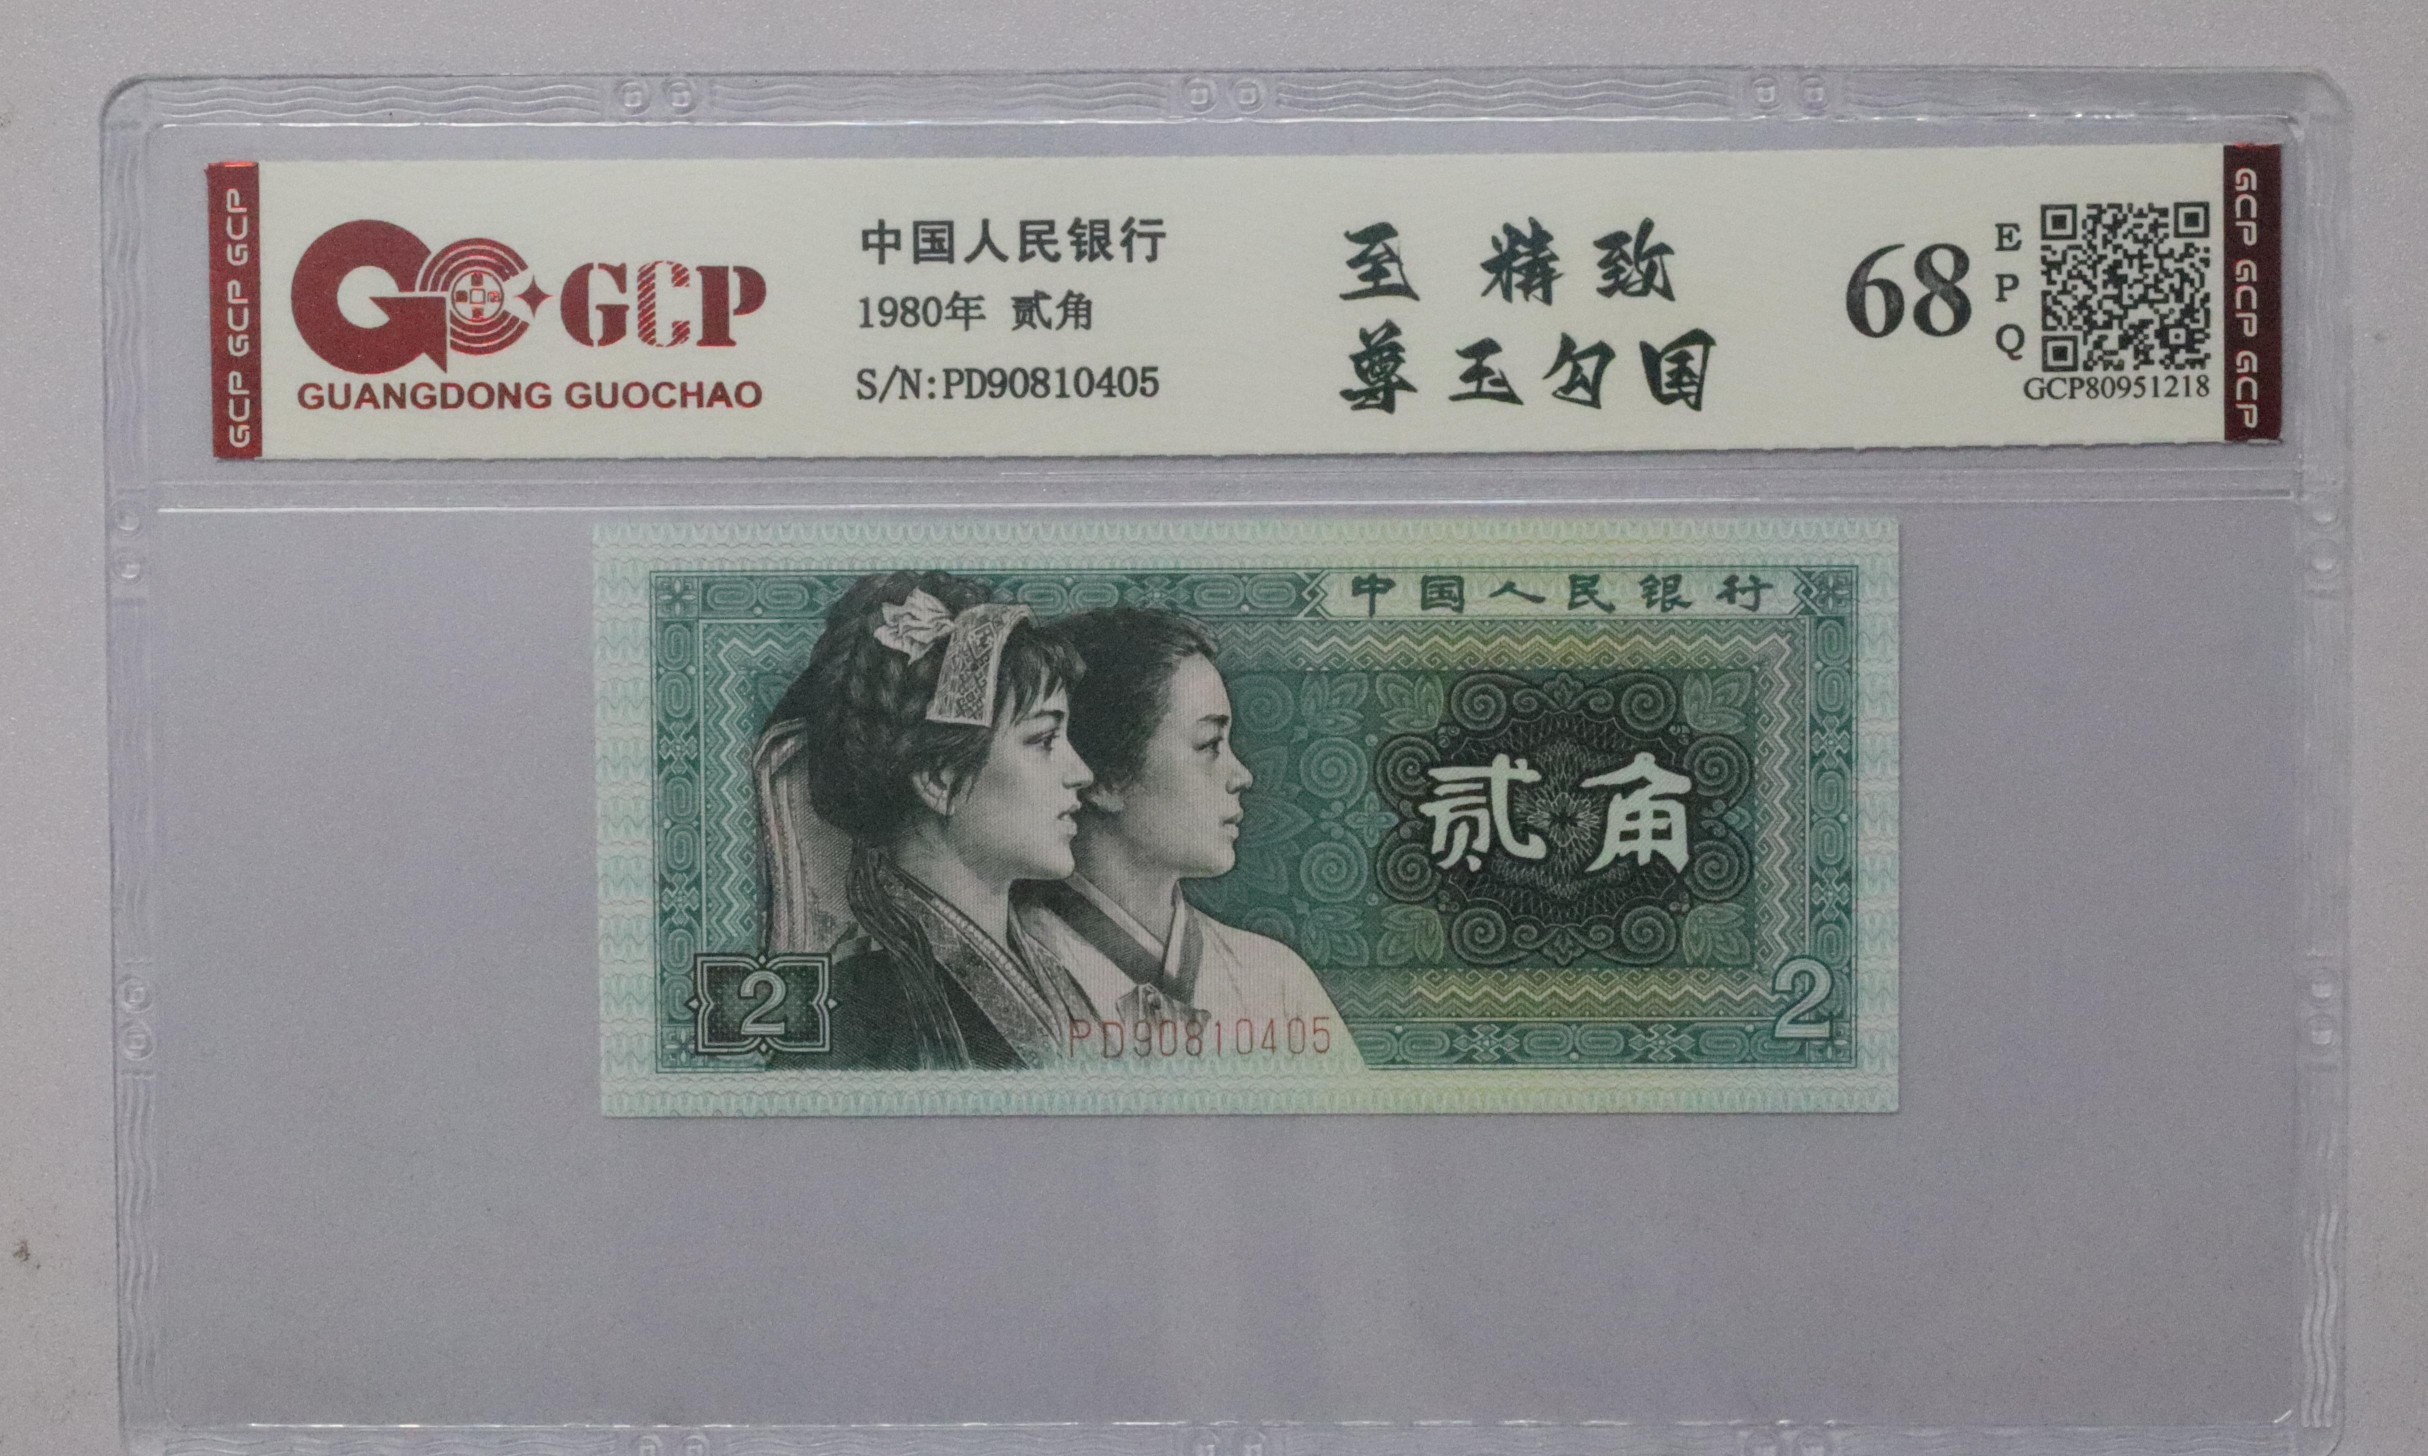 GCP GCP GCP
GCP
GUANGDONG GUOCHAO
中国人民银行
1980年 贰角
S/N:PD90810405
至 精致
尊玉勾国
68
EPQ
GCP80951218
GCP GCP GCP
中国人民银行
贰角
2
PD90810405
2